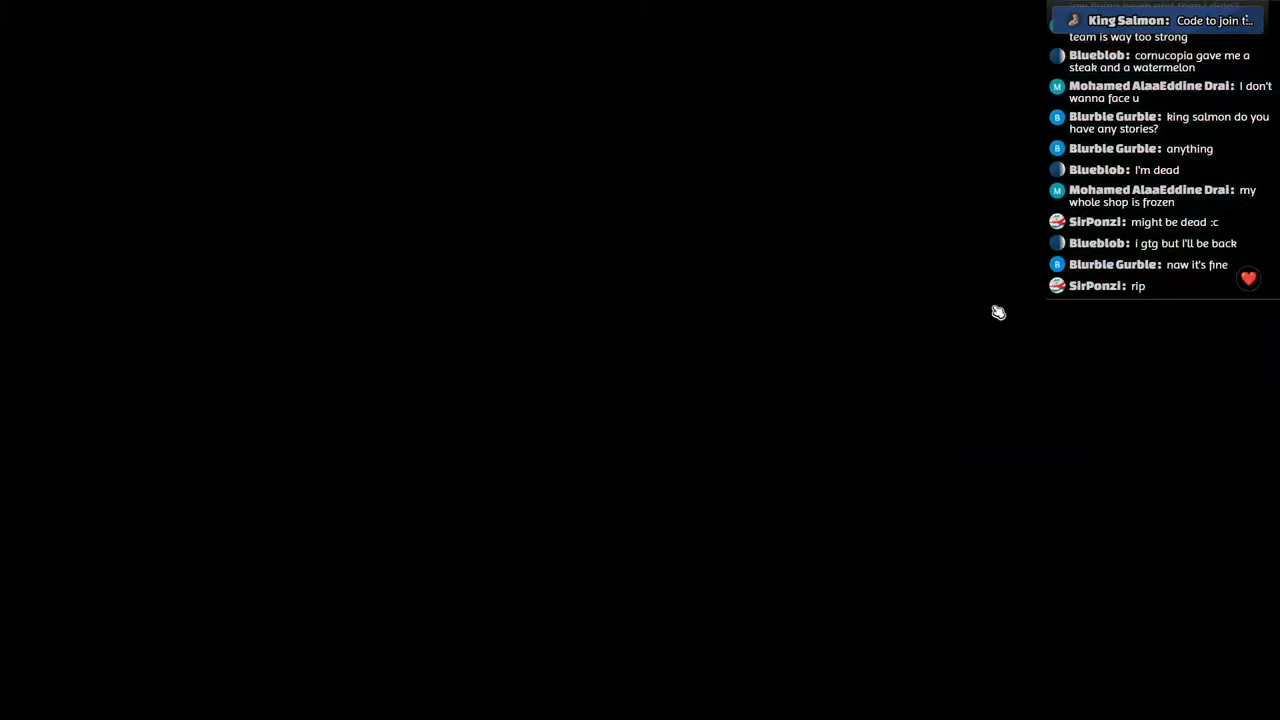 King Salmon: Code to join t...
team is way too strong
Blueblob: cornucopia gave me a
steak and a watermelon
M Mohamed AlaaEddine Drai: I don't
wanna face u
B Blurble Gurble: king salmon do you
have any stories?
B Blurble Gurble: anything
Blueblob: I'm dead
M Mohamed AlaaEddine Drai: my
whole shop is frozen
SirPonzi: might be dead :c
Blueblob: i gtg but I'll be back
B Blurble Gurble: naw it's fine
SirPonzi: rip